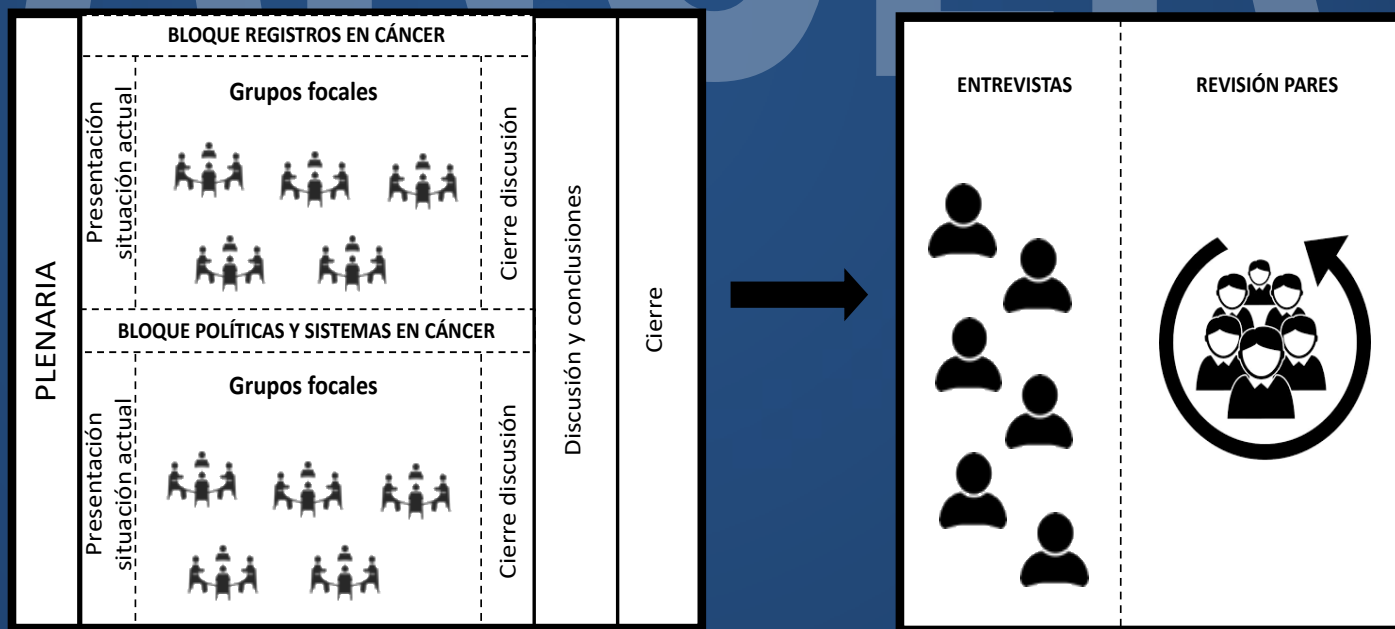 PLENARIA
BLOQUE REGISTROS EN CÁNCER
Presentación
situación actual
Grupos focales
Cierre discusión
BLOQUE POLÍTICAS Y SISTEMAS EN CÁNCER
Presentación
situación actual
Grupos focales
Cierre discusión
Discusión y conclusiones
Cierre
ENTREVISTAS
REVISIÓN PARES